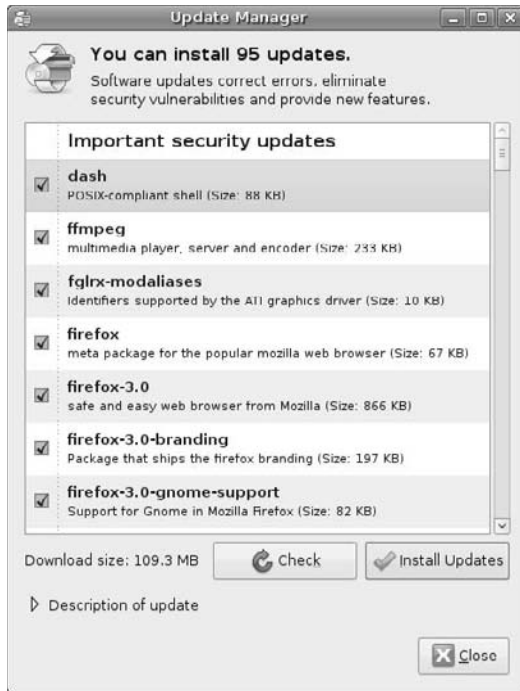 Update Manager
You can install 95 updates.
Software updates correct errors, eliminate
security vulnerabilities and provide new features.
Important security updates
dash
POSIX-compliant shell (Size: 88 KB)
ffmpeg
multimedia player, server and encoder (Size: 233 KB)
fglrx-modaliases
Identifiers supported by the ATI graphics driver (Size: 10 KB)
firefox
meta package for the popular mozilla web browser (Size: 67 KB)
firefox-3.0
safe and easy web browser from Mozilla (Size: 866 KB)
firefox-3.0-branding
Package that ships the firefox branding (Size: 197 KB)
firefox-3.0-gnome-support
Support for Gnome in Mozilla Firefox (Size: 82 KB)
Download size: 109.3 MB
Check
Install Updates
Description of update
Close